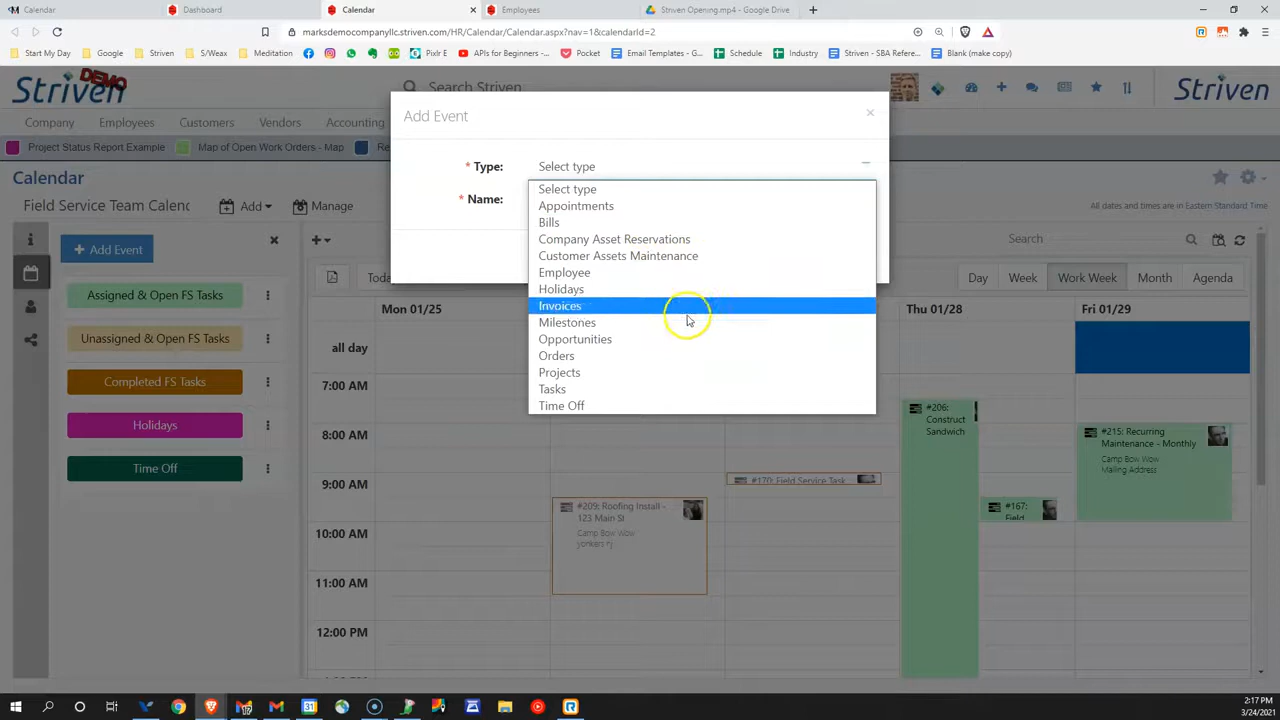 Calendar
Dashboard
Calendar
Employees
Striven Opening.mp4 - Google Drive
marksdemocompanyllc.striven.com/HR/Calendar/Calendar.aspx?nav=1&calendarId=2
Start My Day
Google
Striven
S/Weax
Meditation
Pixlr E
APIs for Beginners -...
Pocket
Email Templates - G...
Schedule
Industry
Striven - SBA Refere...
Blank (make copy)
Striven
DEMO
Search Striven
Striven
Company
Employees
Customers
Vendors
Accounting
Project Status Report Example
Map of Open Work Orders - Map
Re
Calendar
Field Service Team Calend
Add
Manage
All dates and times are in Eastern Standard Time
Add Event
Search
Today
Day
Week
Work Week
Month
Agenda
Assigned & Open FS Tasks
Unassigned & Open FS Tasks
Completed FS Tasks
Holidays
Time Off
Mon 01/25
Thu 01/28
Fri 01/29
all day
7:00 AM
8:00 AM
9:00 AM
10:00 AM
11:00 AM
12:00 PM
#209; Roofing Install -
123 Main St
Camp Bow Wow
yonkers nj
#170: Field Service Task
#206:
Construct
Sandwich
#167:
Field
#215: Recurring
Maintenance - Monthly
Camp Bow Wow
Mailing Address
Add Event
* Type:
Select type
* Name:
Select type
Appointments
Bills
Company Asset Reservations
Customer Assets Maintenance
Employee
Holidays
Invoices
Milestones
Opportunities
Orders
Projects
Tasks
Time Off
2:17 PM
3/24/2021